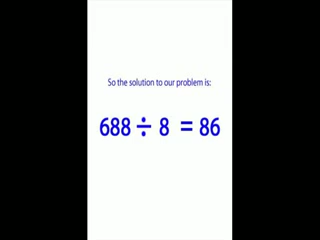 So the solution to our problem is:
688 ÷ 8 = 86